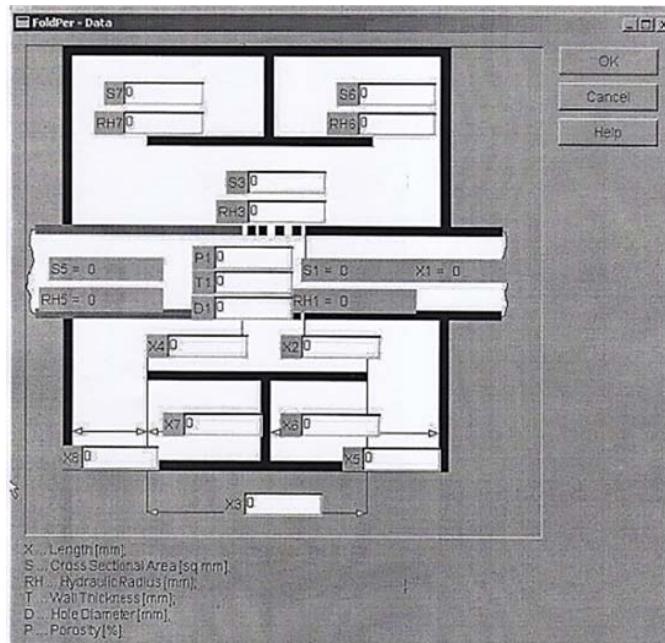 FoldPer - Data
OK
Cancel
Help
S7 0
S6 0
RH7 0
RH6 0
S3 0
RH3 0
P1 0
S5 = 0
T1 0
S1 = 0
X1 = 0
RH5 = 0
D1 0
RH1 = 0
X4 0
X2 0
X7 0
X6 0
X8 0
X5 0
X3 0
X ... Length [mm],
S ... Cross Sectional Area [sq mm],
RH ... Hydraulic Radius [mm],
T ... Wall Thickness [mm],
D ... Hole Diameter [mm],
P ... Porosity [%]